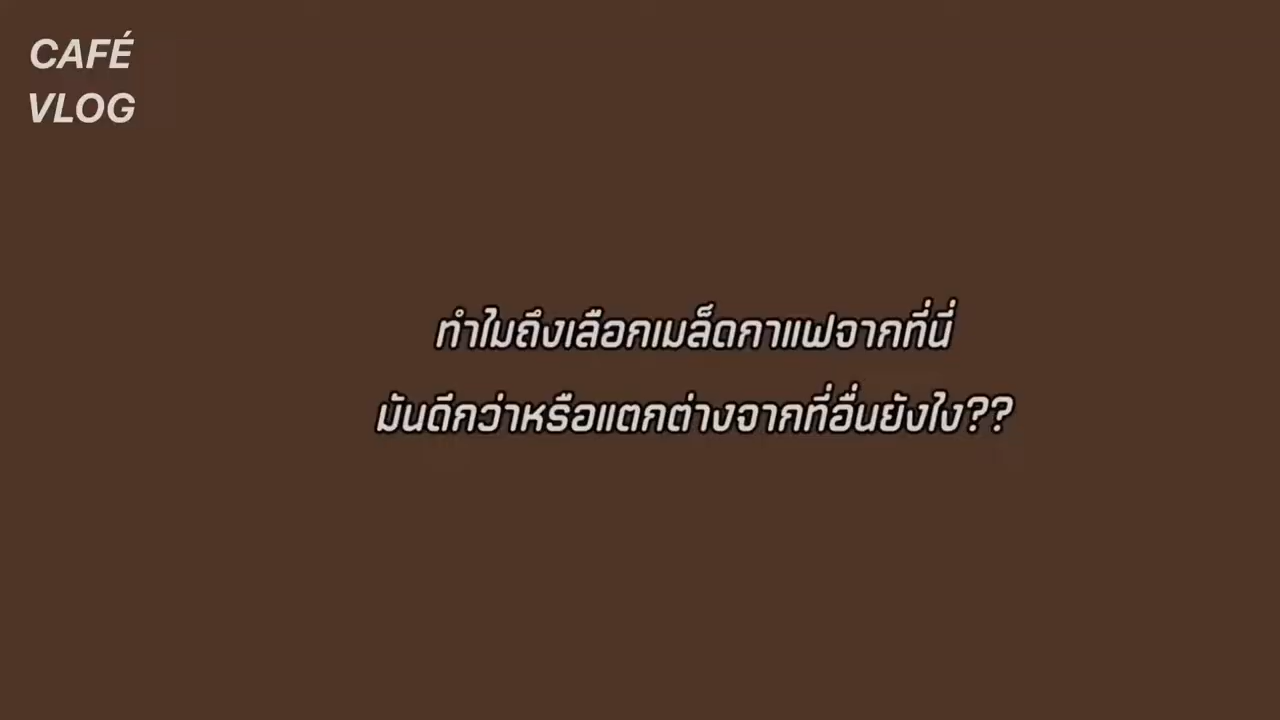 CAFÉ
VLOG
ทำไมถึงเลือกเมล็ดกาแฟจากที่นี่
มันดีกว่าหรือแตกต่างจากที่อื่นยังไง??